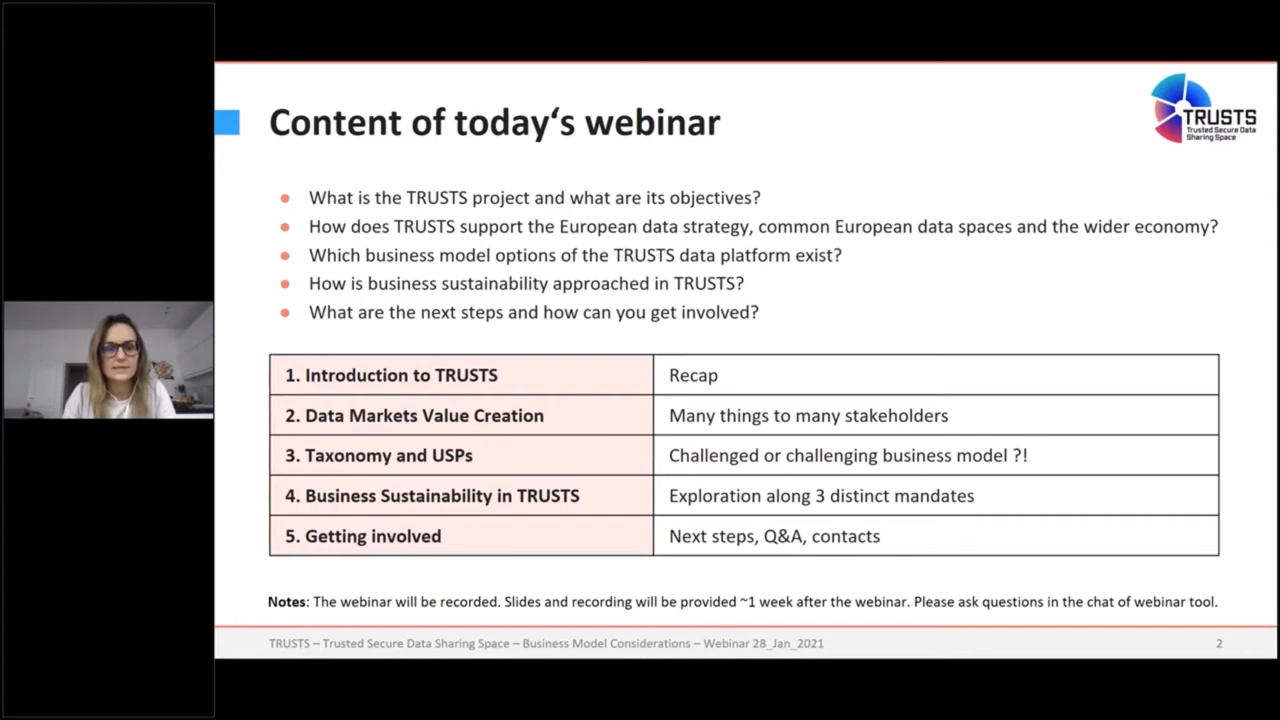 Content of today‘s webinar
TRUSTS
Trusted Secure Data
Sharing Space
● What is the TRUSTS project and what are its objectives?
● How does TRUSTS support the European data strategy, common European data spaces and the wider economy?
● Which business model options of the TRUSTS data platform exist?
● How is business sustainability approached in TRUSTS?
● What are the next steps and how can you get involved?
1. Introduction to TRUSTS Recap
2. Data Markets Value Creation Many things to many stakeholders
3. Taxonomy and USPs Challenged or challenging business model ?!
4. Business Sustainability in TRUSTS Exploration along 3 distinct mandates
5. Getting involved Next steps, Q&A, contacts
Notes: The webinar will be recorded. Slides and recording will be provided ~1 week after the webinar. Please ask questions in the chat of webinar tool.
TRUSTS – Trusted Secure Data Sharing Space – Business Model Considerations – Webinar 28_Jan_2021 2